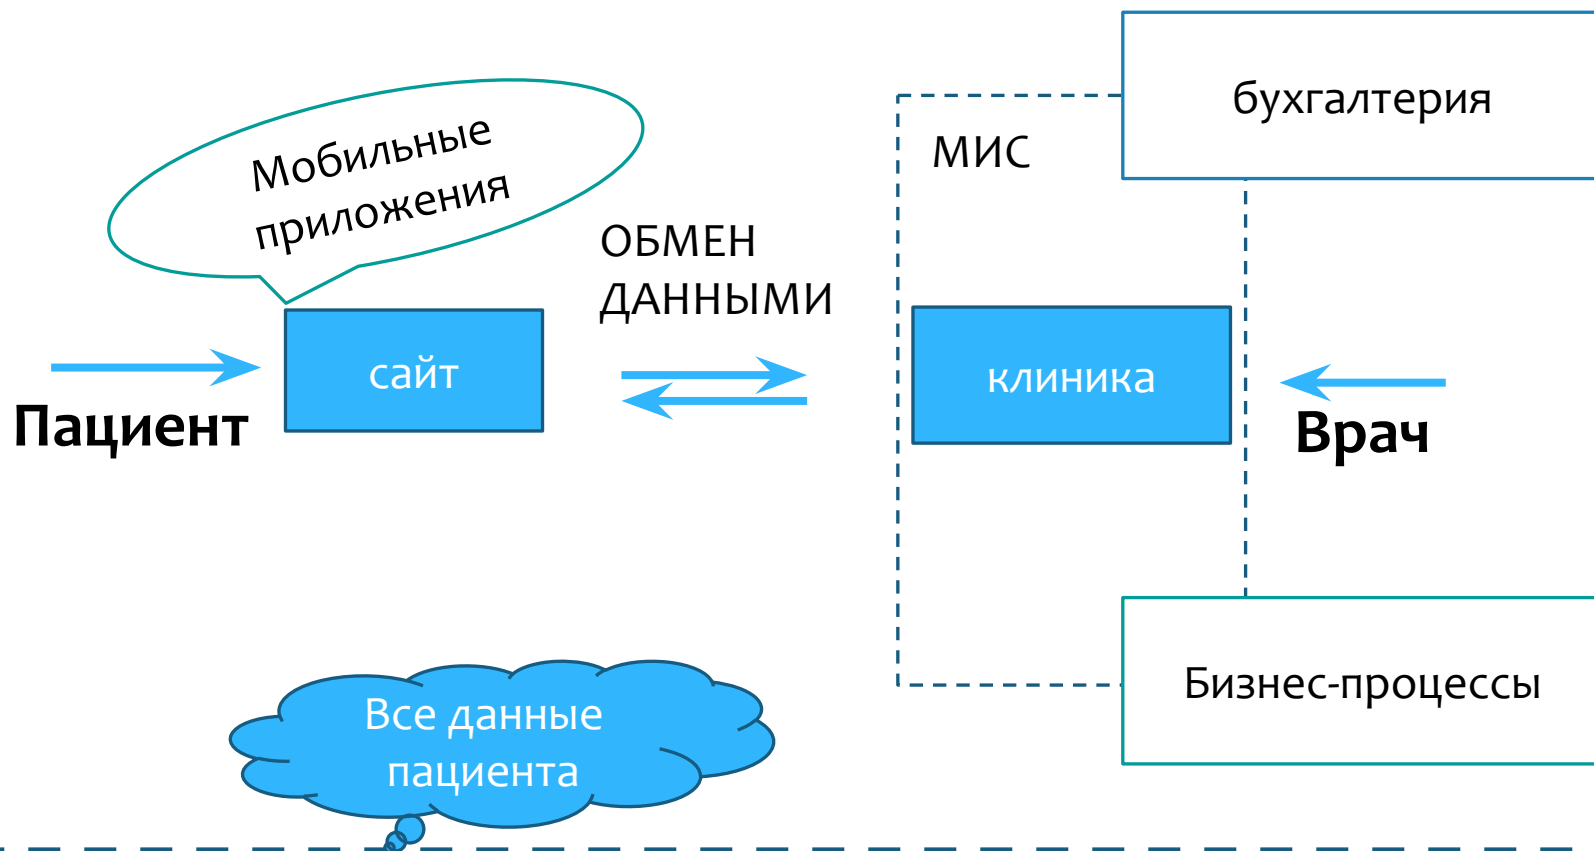 бухгалтерия
МИС
Мобильные
приложения
ОБМЕН
ДАННЫМИ
сайт
клиника
Пациент
Врач
Бизнес-процессы
Все данные
пациента